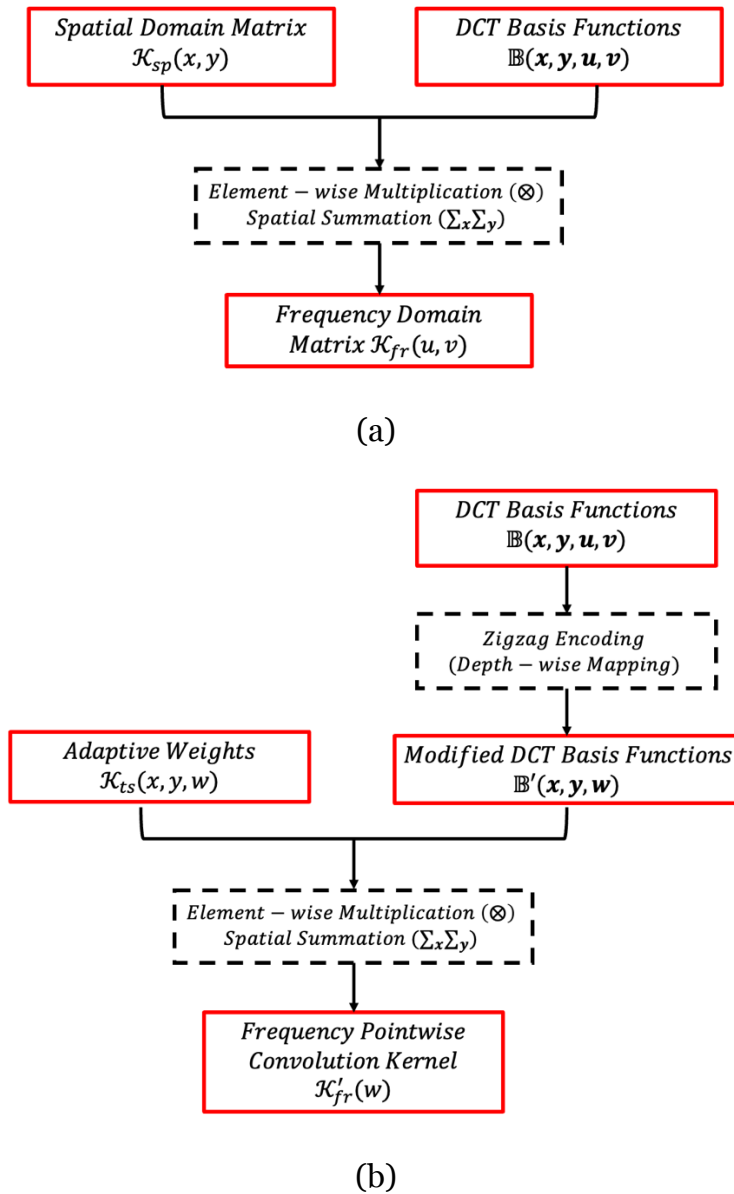 Spatial Domain Matrix
𝒦sp(x, y)
DCT Basis Functions
𝔹(x, y, u, v)
Element − wise Multiplication (⊗)
Spatial Summation (∑x∑y)
Frequency Domain
Matrix 𝒦fr(u, v)
(a)
DCT Basis Functions
𝔹(x, y, u, v)
Zigzag Encoding
(Depth − wise Mapping)
Adaptive Weights
𝒦ts(x, y, w)
Modified DCT Basis Functions
𝔹′(x, y, w)
Element − wise Multiplication (⊗)
Spatial Summation (∑x∑y)
Frequency Pointwise
Convolution Kernel
𝒦′fr(w)
(b)